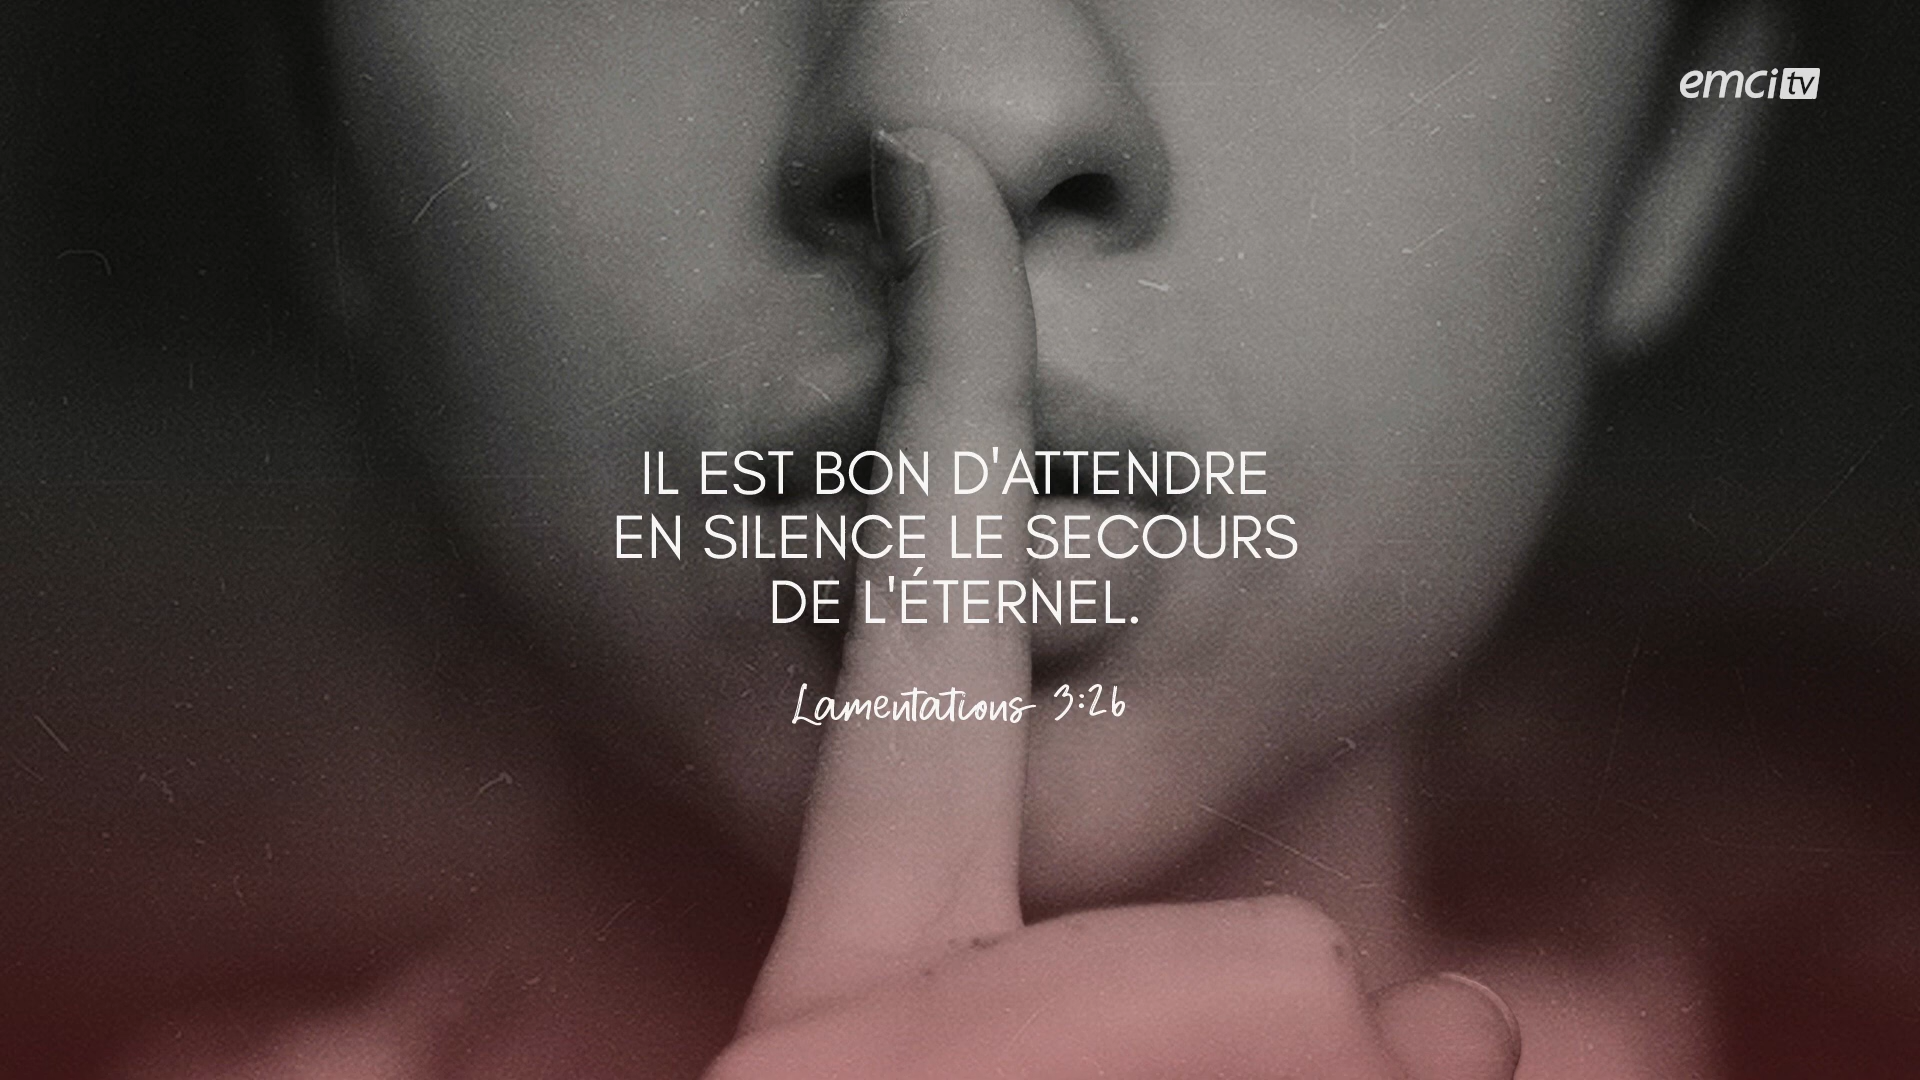 emci tv
IL EST BON D'ATTENDRE
EN SILENCE LE SECOURS
DE L'ÉTERNEL.
Lamentations 3:26